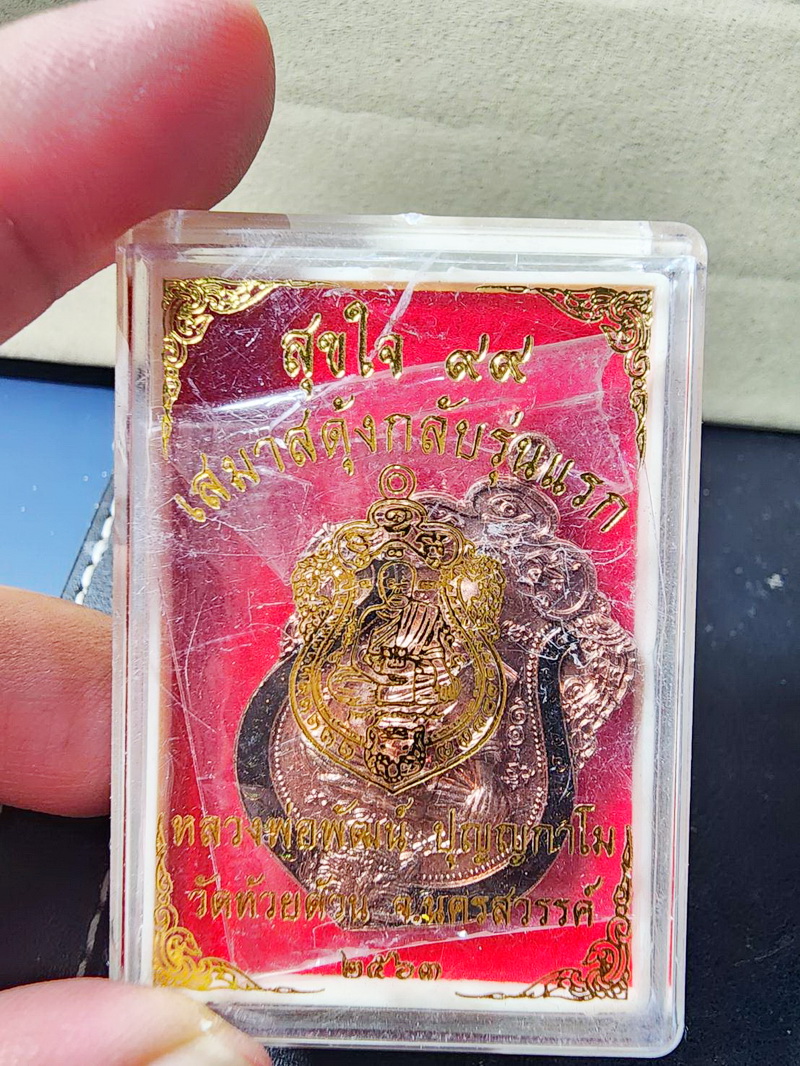 สุขใจ ๙๙
เสมาสดุ้งกลับรุ่นแรก
หลวงพ่อพัฒน์ ปุญญกาโม
วัดห้วยด้วน จ.นครสวรรค์
๒๕๖๓